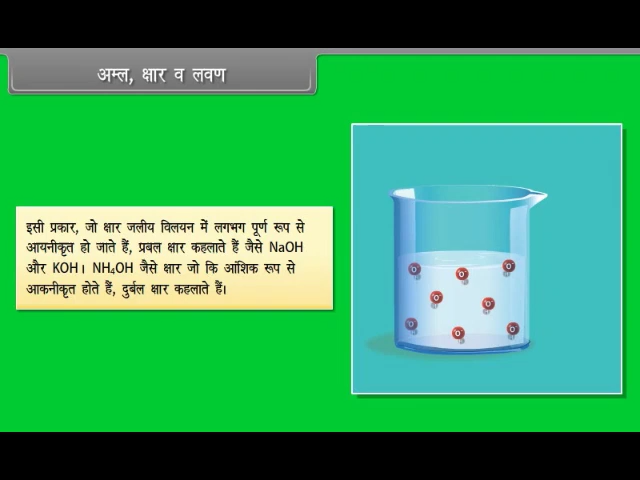 अम्ल, क्षार व लवण
इसी प्रकार, जो क्षार जलीय विलयन में लगभग पूर्ण रूप से
आयनीकृत हो जाते हैं, प्रबल क्षार कहलाते हैं जैसे NaOH
और KOH। NH₄OH जैसे क्षार जो कि आंशिक रूप से
आकनीकृत होते हैं, दुर्बल क्षार कहलाते हैं।